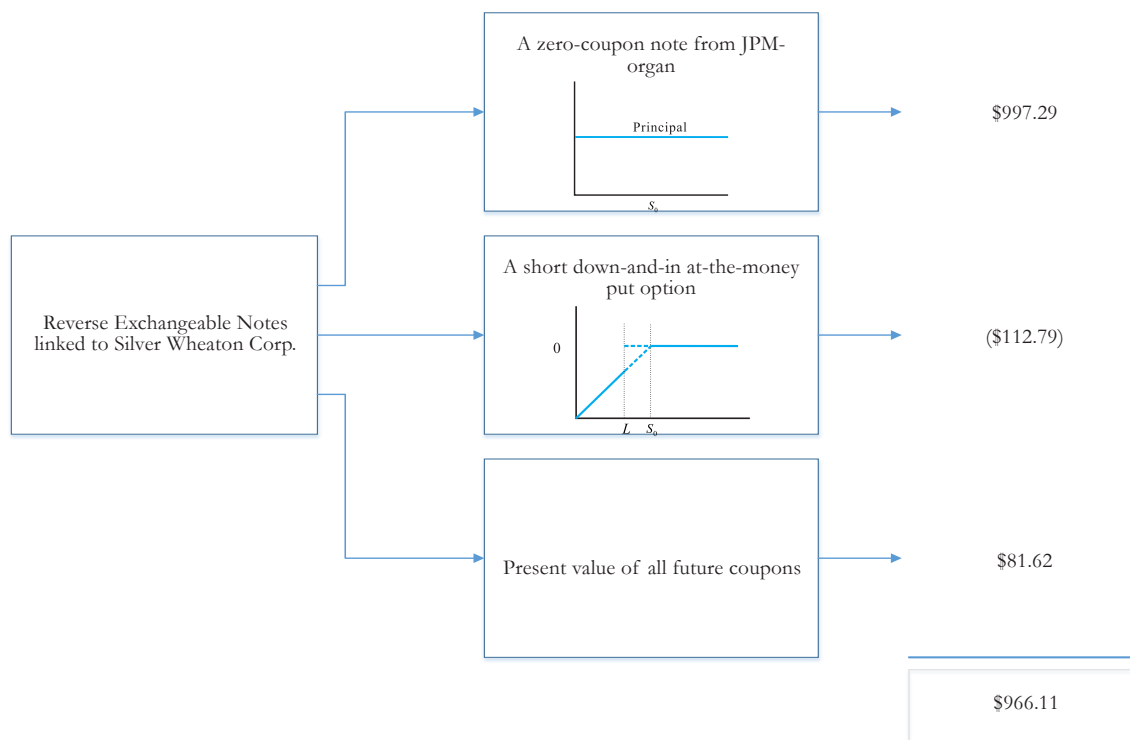 A zero-coupon note from JPM-
organ
Principal
S₀
$997.29
Reverse Exchangeable Notes
linked to Silver Wheaton Corp.
A short down-and-in at-the-money
put option
0
L S₀
($112.79)
Present value of all future coupons
$81.62
$966.11